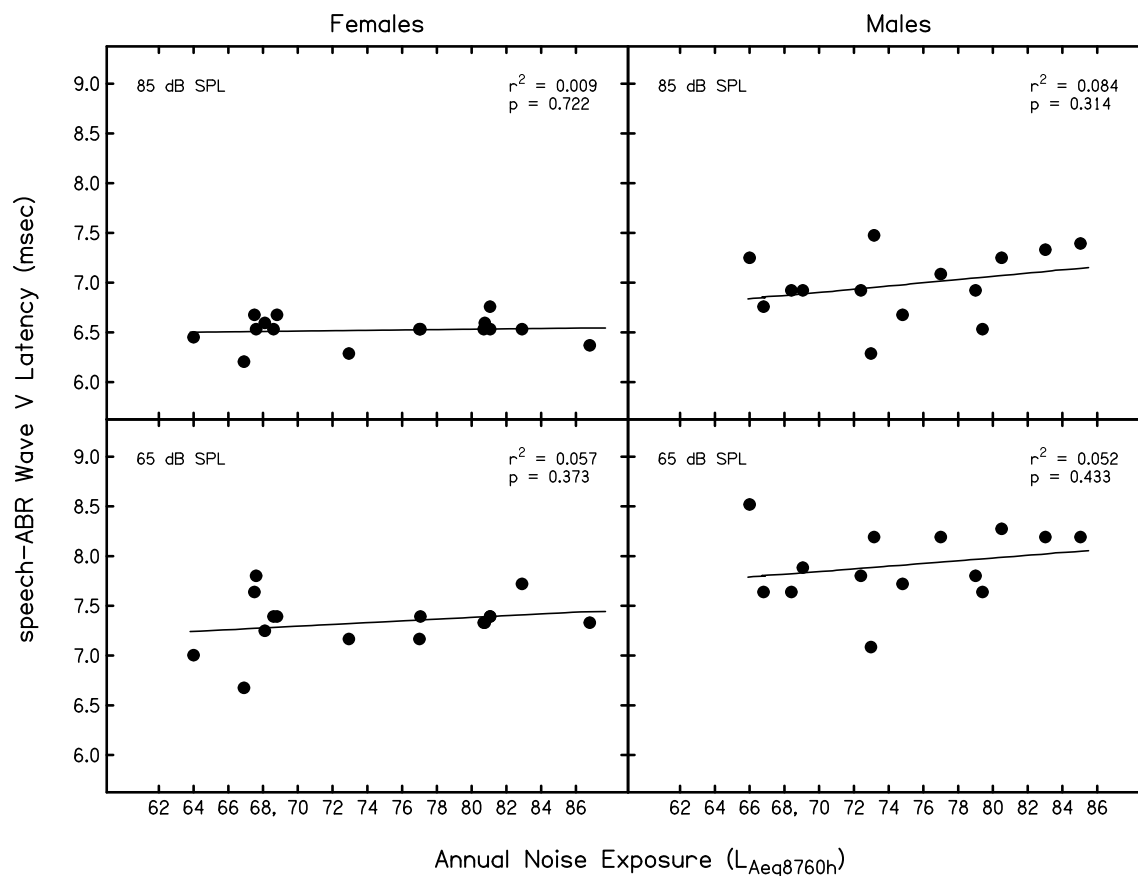 Females
Males
85 dB SPL
r² = 0.009
p = 0.722
85 dB SPL
r² = 0.084
p = 0.314
9.0
8.5
8.0
7.5
7.0
6.5
6.0
65 dB SPL
r² = 0.057
p = 0.373
65 dB SPL
r² = 0.052
p = 0.433
9.0
8.5
8.0
7.5
7.0
6.5
6.0
speech-ABR Wave V Latency (msec)
62 64 66 68, 70 72 74 76 78 80 82 84 86
62 64 66 68, 70 72 74 76 78 80 82 84 86
Annual Noise Exposure (LAeq8760h)